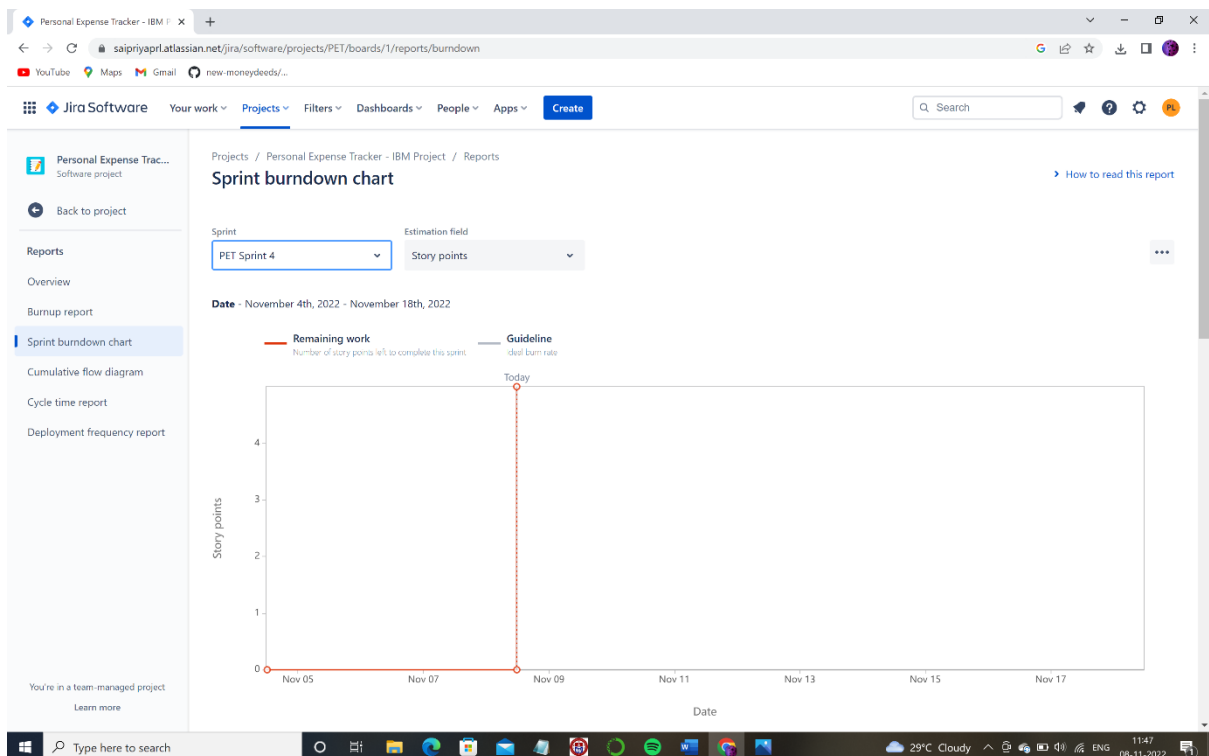 Personal Expense Tracker - IBM P
saipriyaprl.atlassian.net/jira/software/projects/PET/boards/1/reports/burndown
YouTube Maps Gmail new-moneydeeds/...
Jira Software Your work Projects Filters Dashboards People Apps Create Search PL
Personal Expense Trac...
Software project
Back to project
Reports
Overview
Burnup report
Sprint burndown chart
Cumulative flow diagram
Cycle time report
Deployment frequency report
You're in a team-managed project
Learn more
Projects / Personal Expense Tracker - IBM Project / Reports
Sprint burndown chart
How to read this report
Sprint Estimation field
PET Sprint 4 Story points
Date - November 4th, 2022 - November 18th, 2022
Remaining work Guideline
Number of story points left to complete this sprint Ideal burn rate
Today
4
3
2
1
0
Story points
Nov 05 Nov 07 Nov 09 Nov 11 Nov 13 Nov 15 Nov 17
Date
Type here to search 29°C Cloudy ENG 11:47
08-11-2022